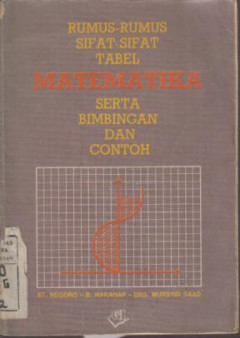 RUMUS-RUMUS
SIFAT-SIFAT
TABEL
MATEMATIKA
SERTA
BIMBINGAN
DAN
CONTOH
ST. NEGORO – B. HARAHAP – DRS. MURSYID SAAD